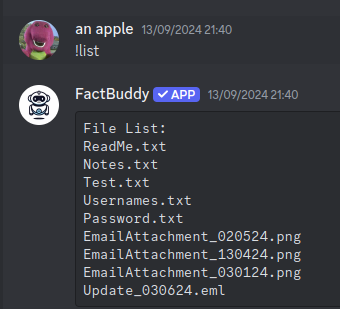 an apple 13/09/2024 21:40
!list
FactBuddy ✓ APP 13/09/2024 21:40
File List:
ReadMe.txt
Notes.txt
Test.txt
Usernames.txt
Password.txt
EmailAttachment_020524.png
EmailAttachment_130424.png
EmailAttachment_030124.png
Update_030624.eml